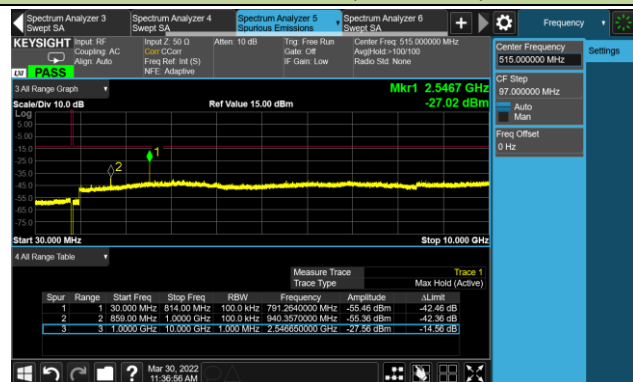 Spectrum Analyzer 3
Swept SA
Spectrum Analyzer 4
Swept SA
Spectrum Analyzer 5
Spurious Emissions
Spectrum Analyzer 6
Swept SA
+
Frequency
KEYSIGHT
Input: RF
Coupling: AC
Align: Auto
Input Z: 50 Ω
Corr CCorr
Freq Ref: Int (S)
NFE: Adaptive
Atten: 10 dB
Trig: Free Run
Gate: Off
IF Gain: Low
Center Freq: 515.000000 MHz
Avg|Hold:>100/100
Radio Std: None
LXI PASS
Center Frequency
515.000000 MHz
Settings
CF Step
97.000000 MHz
Auto
Man
Freq Offset
0 Hz
3 All Range Graph
Mkr1 2.5467 GHz
Scale/Div 10.0 dB
Ref Value 15.00 dBm
-27.02 dBm
Log
5.00
-5.00
-15.0
-25.0
-35.0
-45.0
-55.0
-65.0
-75.0
1
2
Start 30.000 MHz
Stop 10.000 GHz
4 All Range Table
Measure Trace Trace 1
Trace Type Max Hold (Active)
Spur Range Start Freq Stop Freq RBW Frequency Amplitude ΔLimit
1 1 30.000 MHz 814.00 MHz 100.0 kHz 791.2640000 MHz -55.46 dBm -42.46 dB
2 2 859.00 MHz 1.0000 GHz 100.0 kHz 940.3570000 MHz -55.36 dBm -42.36 dB
3 3 1.0000 GHz 10.000 GHz 1.000 MHz 2.546650000 GHz -27.56 dBm -14.56 dB
?
Mar 30, 2022
11:36:56 AM